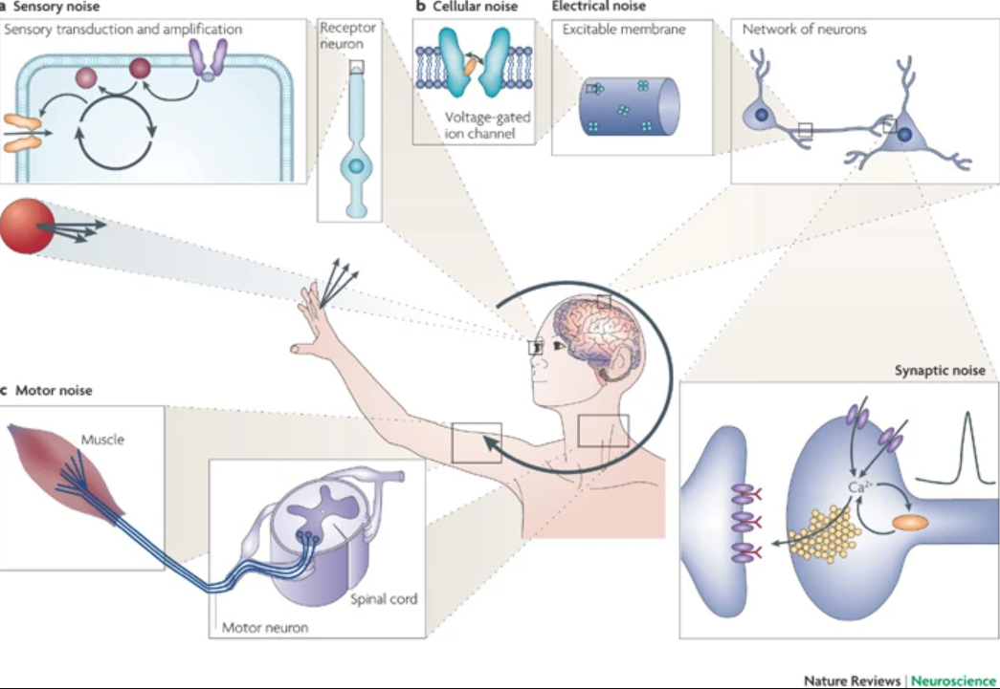 a Sensory noise
Sensory transduction and amplification
Receptor
neuron
b Cellular noise
Voltage-gated
ion channel
Electrical noise
Excitable membrane
Network of neurons
c Motor noise
Muscle
Spinal cord
Motor neuron
Synaptic noise
Ca²⁺
Nature Reviews | Neuroscience